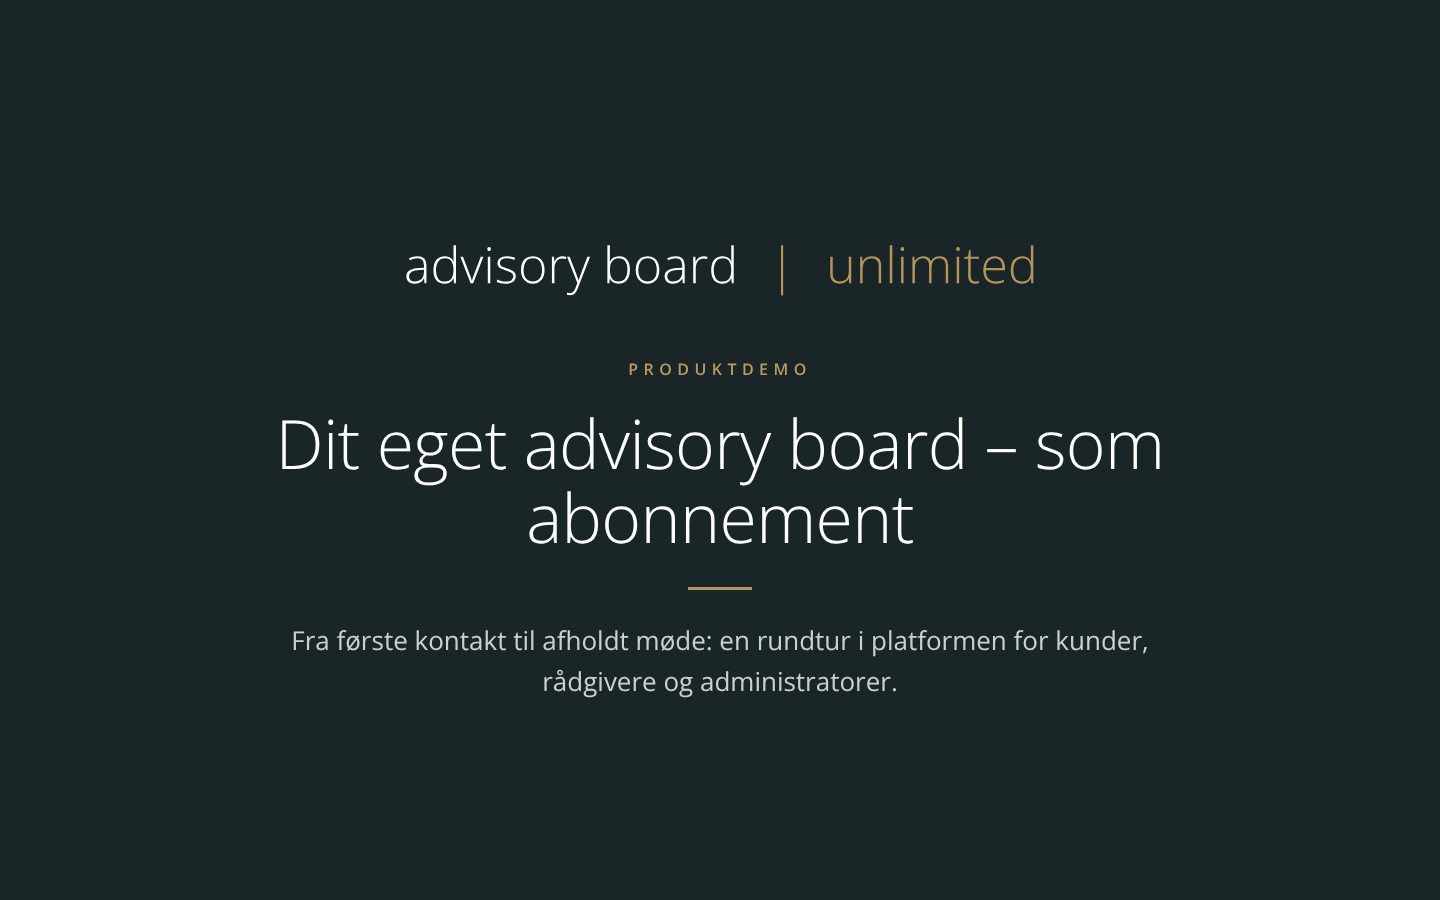 advisory board | unlimited
PRODUKTDEMO
Dit eget advisory board – som
abonnement
Fra første kontakt til afholdt møde: en rundtur i platformen for kunder,
rådgivere og administratorer.